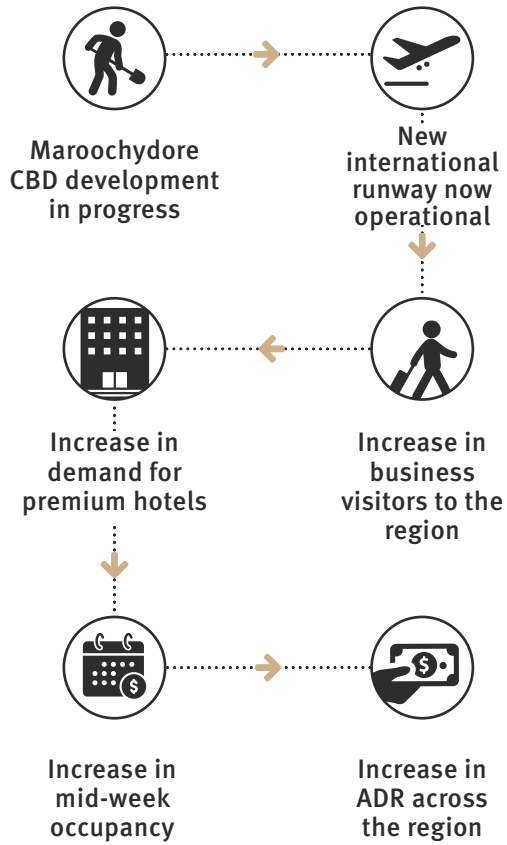 Maroochydore
CBD development
in progress
New
international
runway now
operational
Increase in
business
visitors to the
region
Increase in
demand for
premium hotels
$
Increase in
mid-week
occupancy
$
Increase in
ADR across
the region